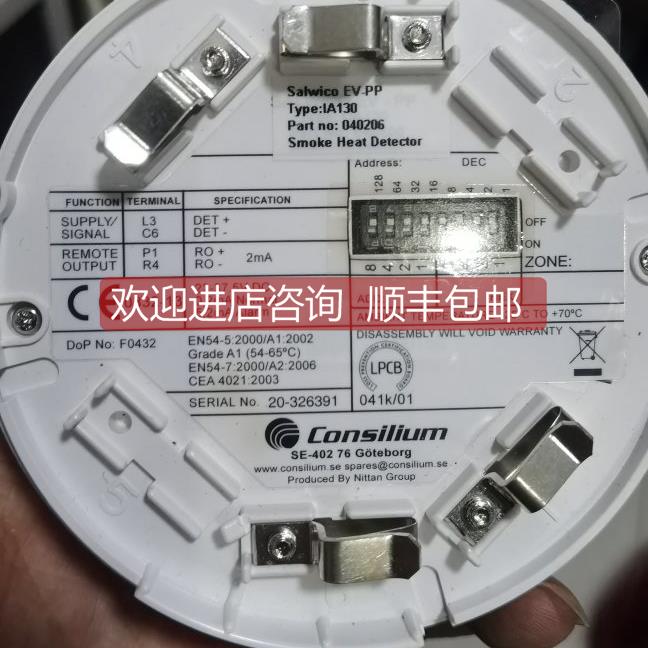 Salwico EV-PP
Type:IA130
Part no: 040206
Smoke Heat Detector
Address: DEC
128 64 32 16 8 4 2 1
OFF
ON
8 4 2 1
ZONE:
FUNCTION TERMINAL SPECIFICATION
SUPPLY/ L3 DET +
SIGNAL C6 DET -
REMOTE P1 RO + 2mA
OUTPUT R4 RO -
欢迎进店咨询 顺丰包邮
TO +70ºC
DISASSEMBLY WILL VOID WARRANTY
DoP No: F0432
EN54-5:2000/A1:2002
Grade A1 (54-65ºC)
EN54-7:2000/A2:2006
CEA 4021:2003
LPCB
SERIAL No. 20-326391
041k/01
Consilium
SE-402 76 Göteborg
www.consilium.se spares@consilium.se
Produced By Nittan Group